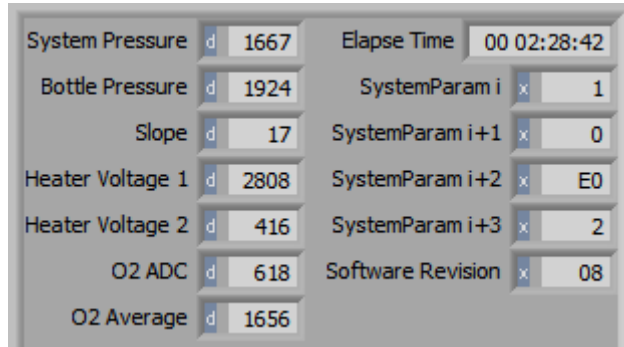 System Pressure d 1667 Elapse Time 00 02:28:42
Bottle Pressure d 1924 SystemParam i x 1
Slope d 17 SystemParam i+1 x 0
Heater Voltage 1 d 2808 SystemParam i+2 x E0
Heater Voltage 2 d 416 SystemParam i+3 x 2
O2 ADC d 618 Software Revision x 08
O2 Average d 1656